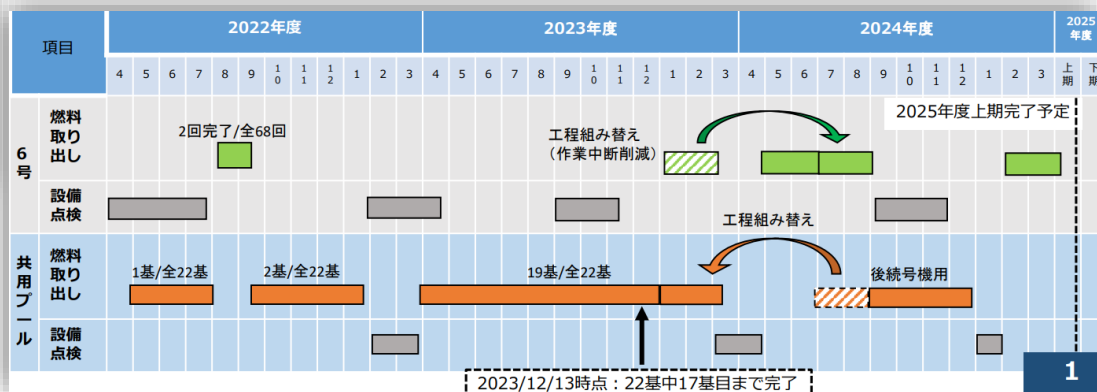 項目
2022年度
2023年度
2024年度
2025年度
4 5 6 7 8 9 10 11 12 1 2 3 4 5 6 7 8 9 10 11 12 1 2 3 4 5 6 7 8 9 10 11 12 1 2 3 上期 下期
6号
燃料取り出し
2回完了/全68回
工程組み替え
(作業中断削減)
2025年度上期完了予定
設備点検
共用プール
燃料取り出し
1基/全22基
2基/全22基
19基/全22基
工程組み替え
後続号機用
設備点検
2023/12/13時点:22基中17基目まで完了
1